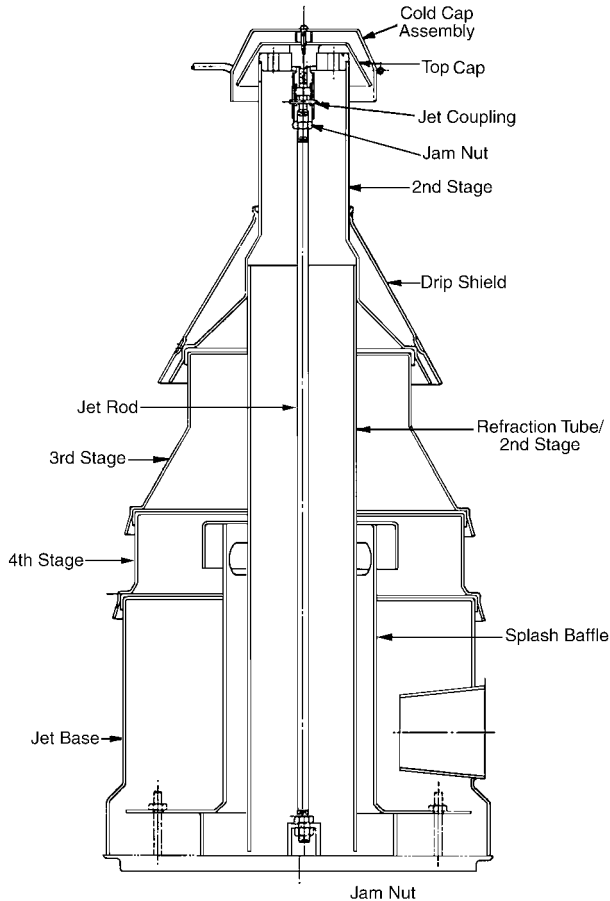 Cold Cap
Assembly
Top Cap
Jet Coupling
Jam Nut
2nd Stage
Drip Shield
Jet Rod
Refraction Tube/
2nd Stage
3rd Stage
4th Stage
Splash Baffle
Jet Base
Jam Nut